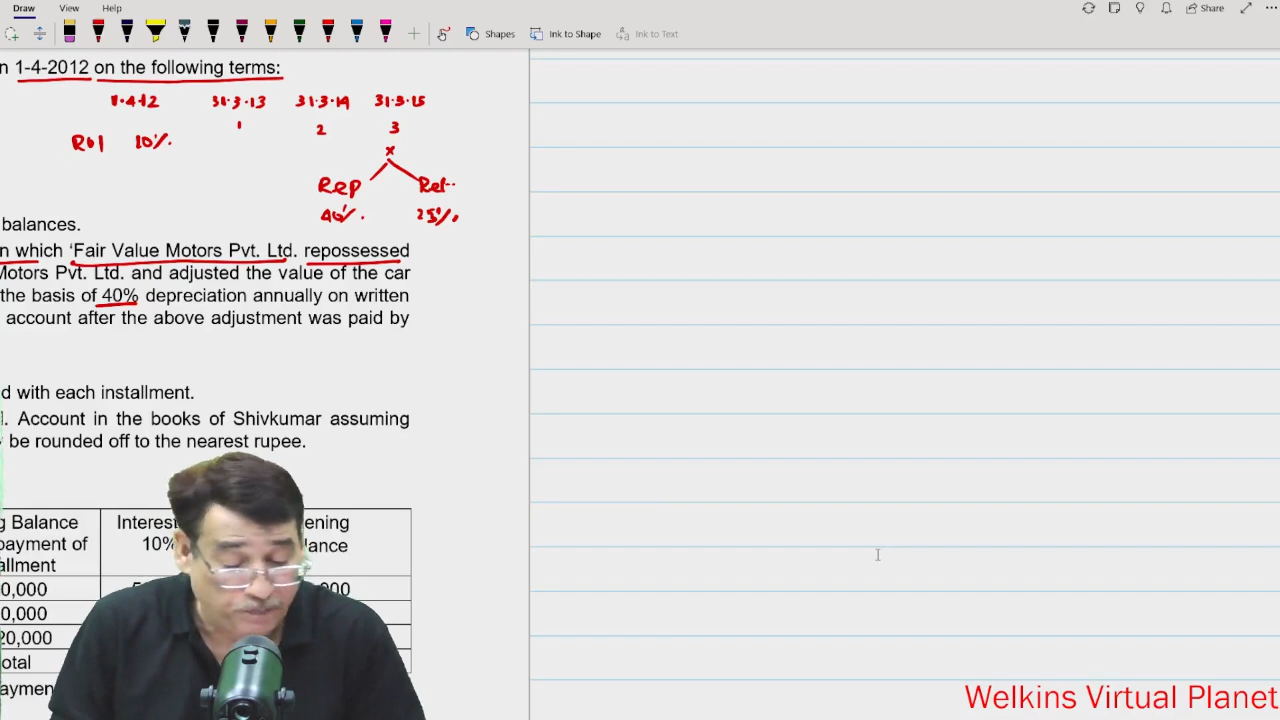 Draw View Help Share
Shapes Ink to Shape Ink to Text
n 1-4-2012 on the following terms:
1·4·12 31·3·13 31·3·14 31·3·15
1 2 3
ROI 10%. x
Rep Ret..
40%. 25%.
balances.
n which 'Fair Value Motors Pvt. Ltd. repossessed
Motors Pvt. Ltd. and adjusted the value of the car
the basis of 40% depreciation annually on written
account after the above adjustment was paid by
d with each installment.
l. Account in the books of Shivkumar assuming
y be rounded off to the nearest rupee.
g Balance Interest ening
payment of 10% lance
allment
0,000 000
0,000
20,000
otal
aymen
Welkins Virtual Planet